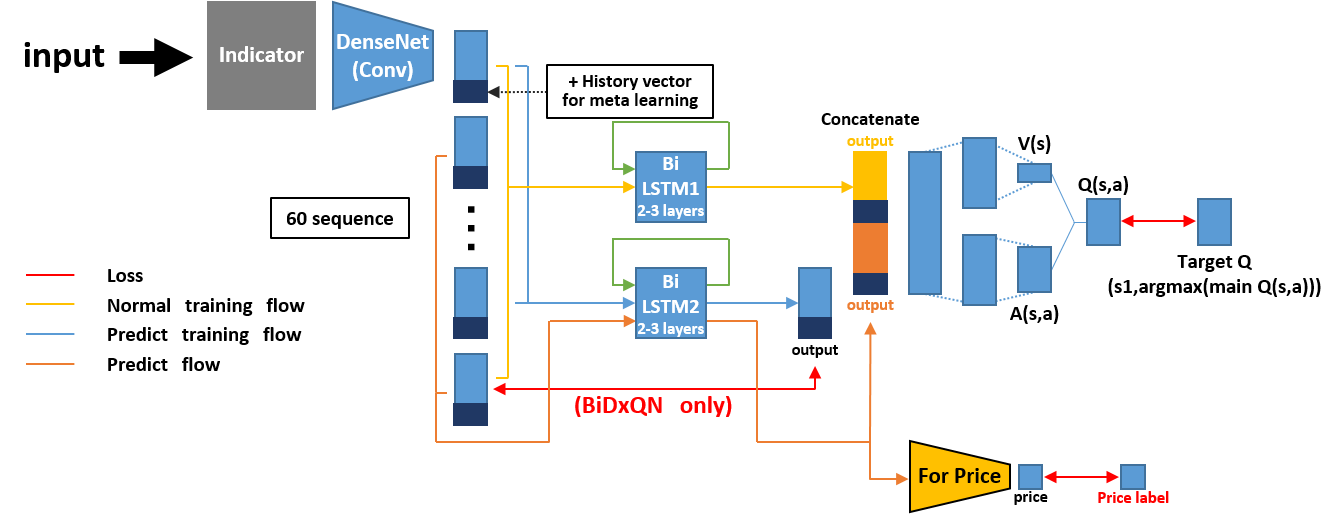 input
Indicator
DenseNet
(Conv)
+ History vector
for meta learning
60 sequence
Loss
Normal training flow
Predict training flow
Predict flow
Bi
LSTM1
2-3 layers
Bi
LSTM2
2-3 layers
output
(BiDxQN only)
Concatenate
output
output
V(s)
A(s,a)
Q(s,a)
Target Q
(s1,argmax(main Q(s,a)))
For Price
price
Price label